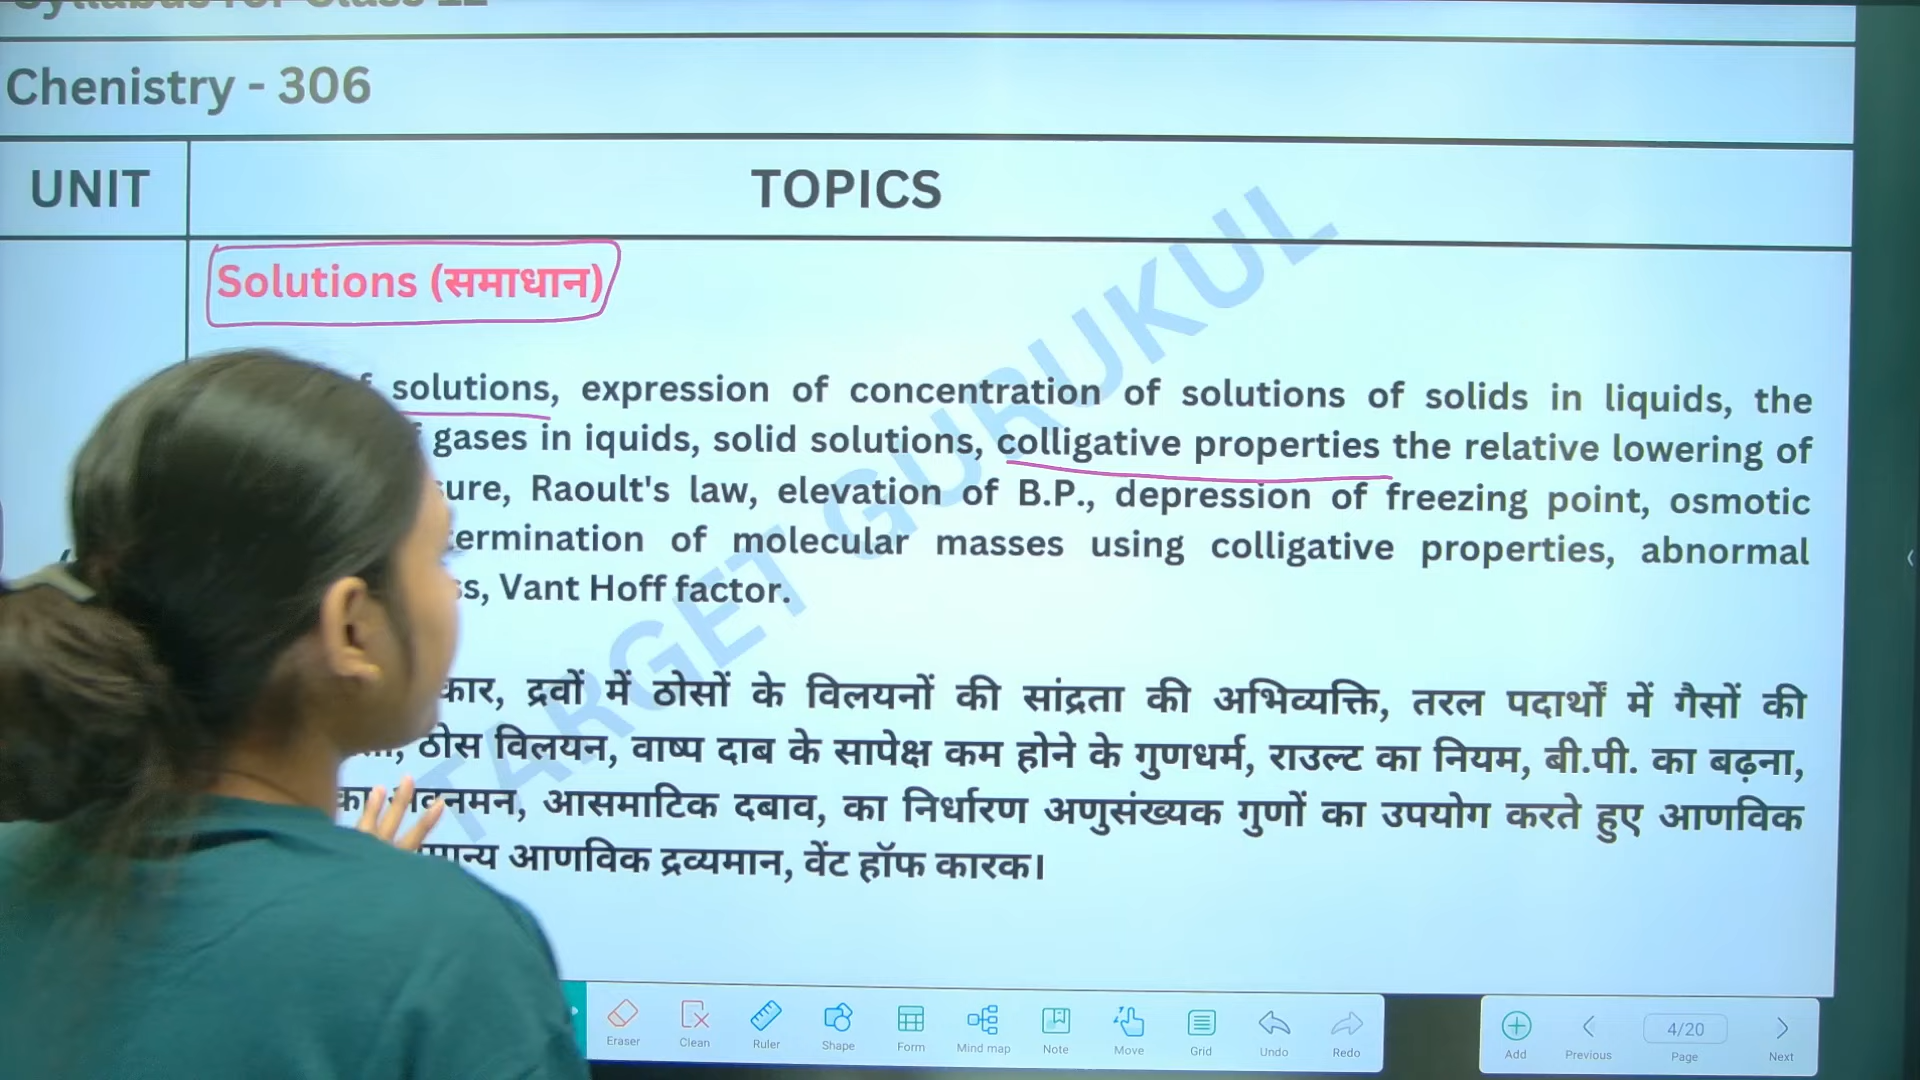 Syllabus for Class 12
Chenistry - 306
UNIT
TOPICS
Solutions (समाधान)
solutions, expression of concentration of solutions of solids in liquids, the
gases in iquids, solid solutions, colligative properties the relative lowering of
Raoult's law, elevation of B.P., depression of freezing point, osmotic
of molecular masses using colligative properties, abnormal
Vant Hoff factor.
द्रवों में ठोसों के विलयनों की सांद्रता की अभिव्यक्ति, तरल पदार्थों में गैसों की
ठोस विलयन, वाष्प दाब के सापेक्ष कम होने के गुणधर्म, राउल्ट का नियम, बी.पी. का बढ़ना,
का आसमाटिक दबाव, का निर्धारण अणुसंख्यक गुणों का उपयोग करते हुए आणविक
आणविक द्रव्यमान, वेंट हॉफ कारक।
TARGET GURUKUL
Eraser Clean Ruler Shape Form Mind map Note Move Grid Undo Redo
Add Previous 4/20 Page Next